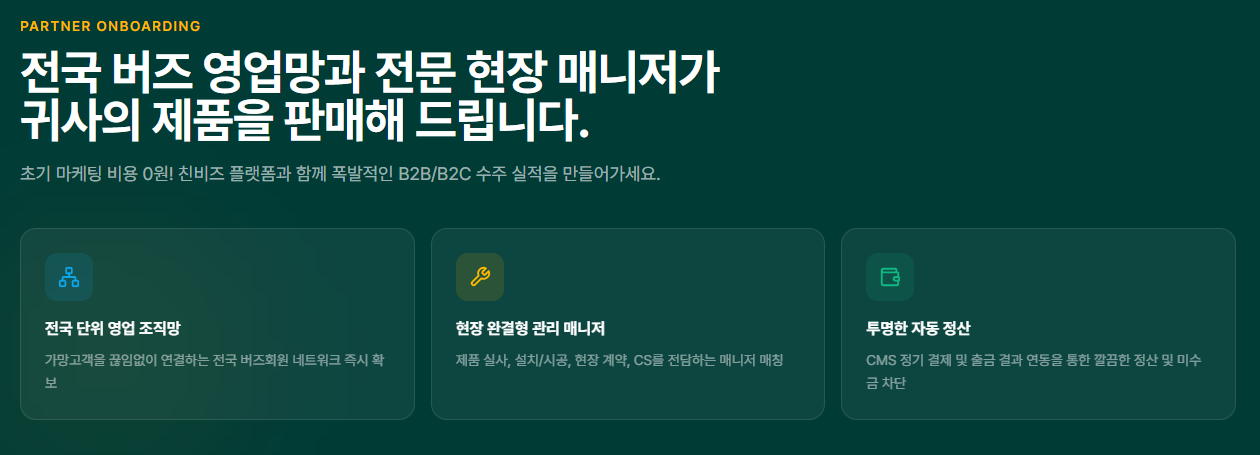 PARTNER ONBOARDING
전국 버즈 영업망과 전문 현장 매니저가
귀사의 제품을 판매해 드립니다.
초기 마케팅 비용 0원! 친비즈 플랫폼과 함께 폭발적인 B2B/B2C 수주 실적을 만들어가세요.
전국 단위 영업 조직망
가망고객을 끊임없이 연결하는 전국 버즈회원 네트워크 즉시 확
보
현장 완결형 관리 매니저
제품 실사, 설치/시공, 현장 계약, CS를 전담하는 매니저 매칭
투명한 자동 정산
CMS 정기 결제 및 출금 결과 연동을 통한 깔끔한 정산 및 미수
금 차단